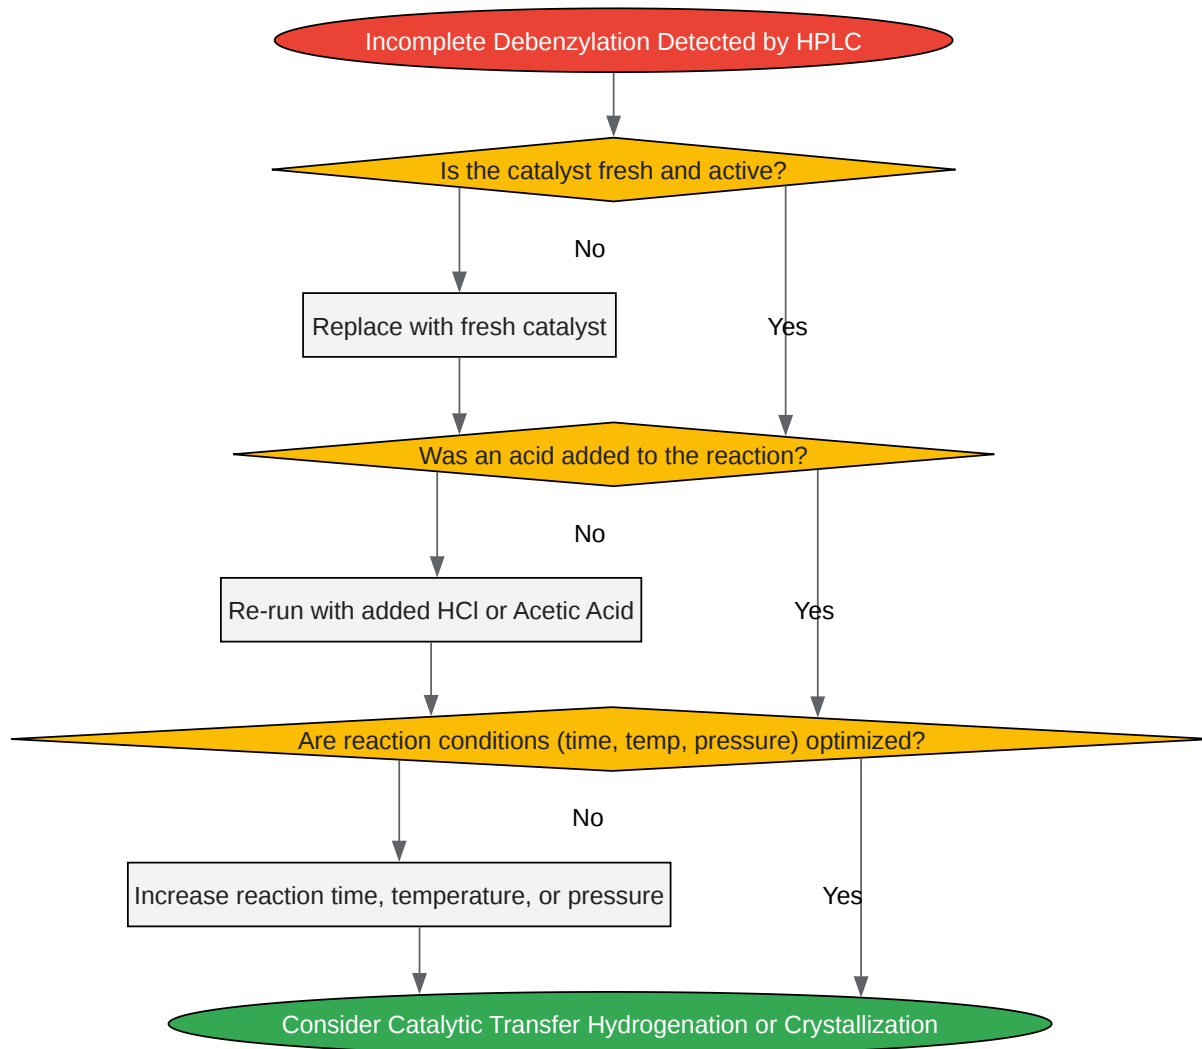 Incomplete Debenzylation Detected by HPLC
Is the catalyst fresh and active?
No
Replace with fresh catalyst
Yes
Was an acid added to the reaction?
No
Re-run with added HCl or Acetic Acid
Yes
Are reaction conditions (time, temp, pressure) optimized?
No
Increase reaction time, temperature, or pressure
Yes
Consider Catalytic Transfer Hydrogenation or Crystallization